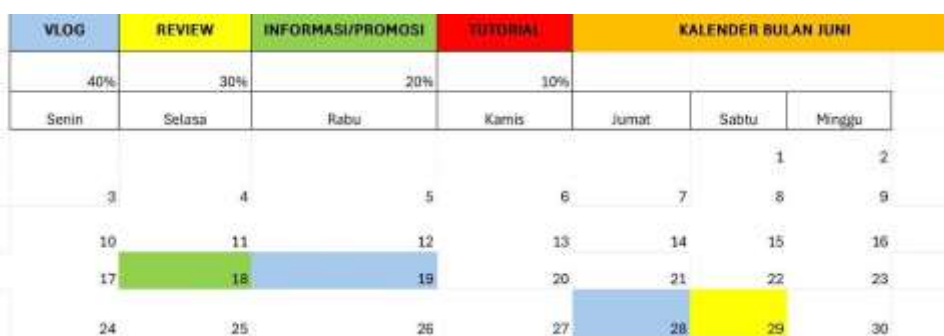 VLOG REVIEW INFORMASI/PROMOSI TUTORIAL KALENDER BULAN JUNI
40% 30% 20% 10%
Senin Selasa Rabu Kamis Jumat Sabtu Minggu
1 2
3 4 5 6 7 8 9
10 11 12 13 14 15 16
17 18 19 20 21 22 23
24 25 26 27 28 29 30